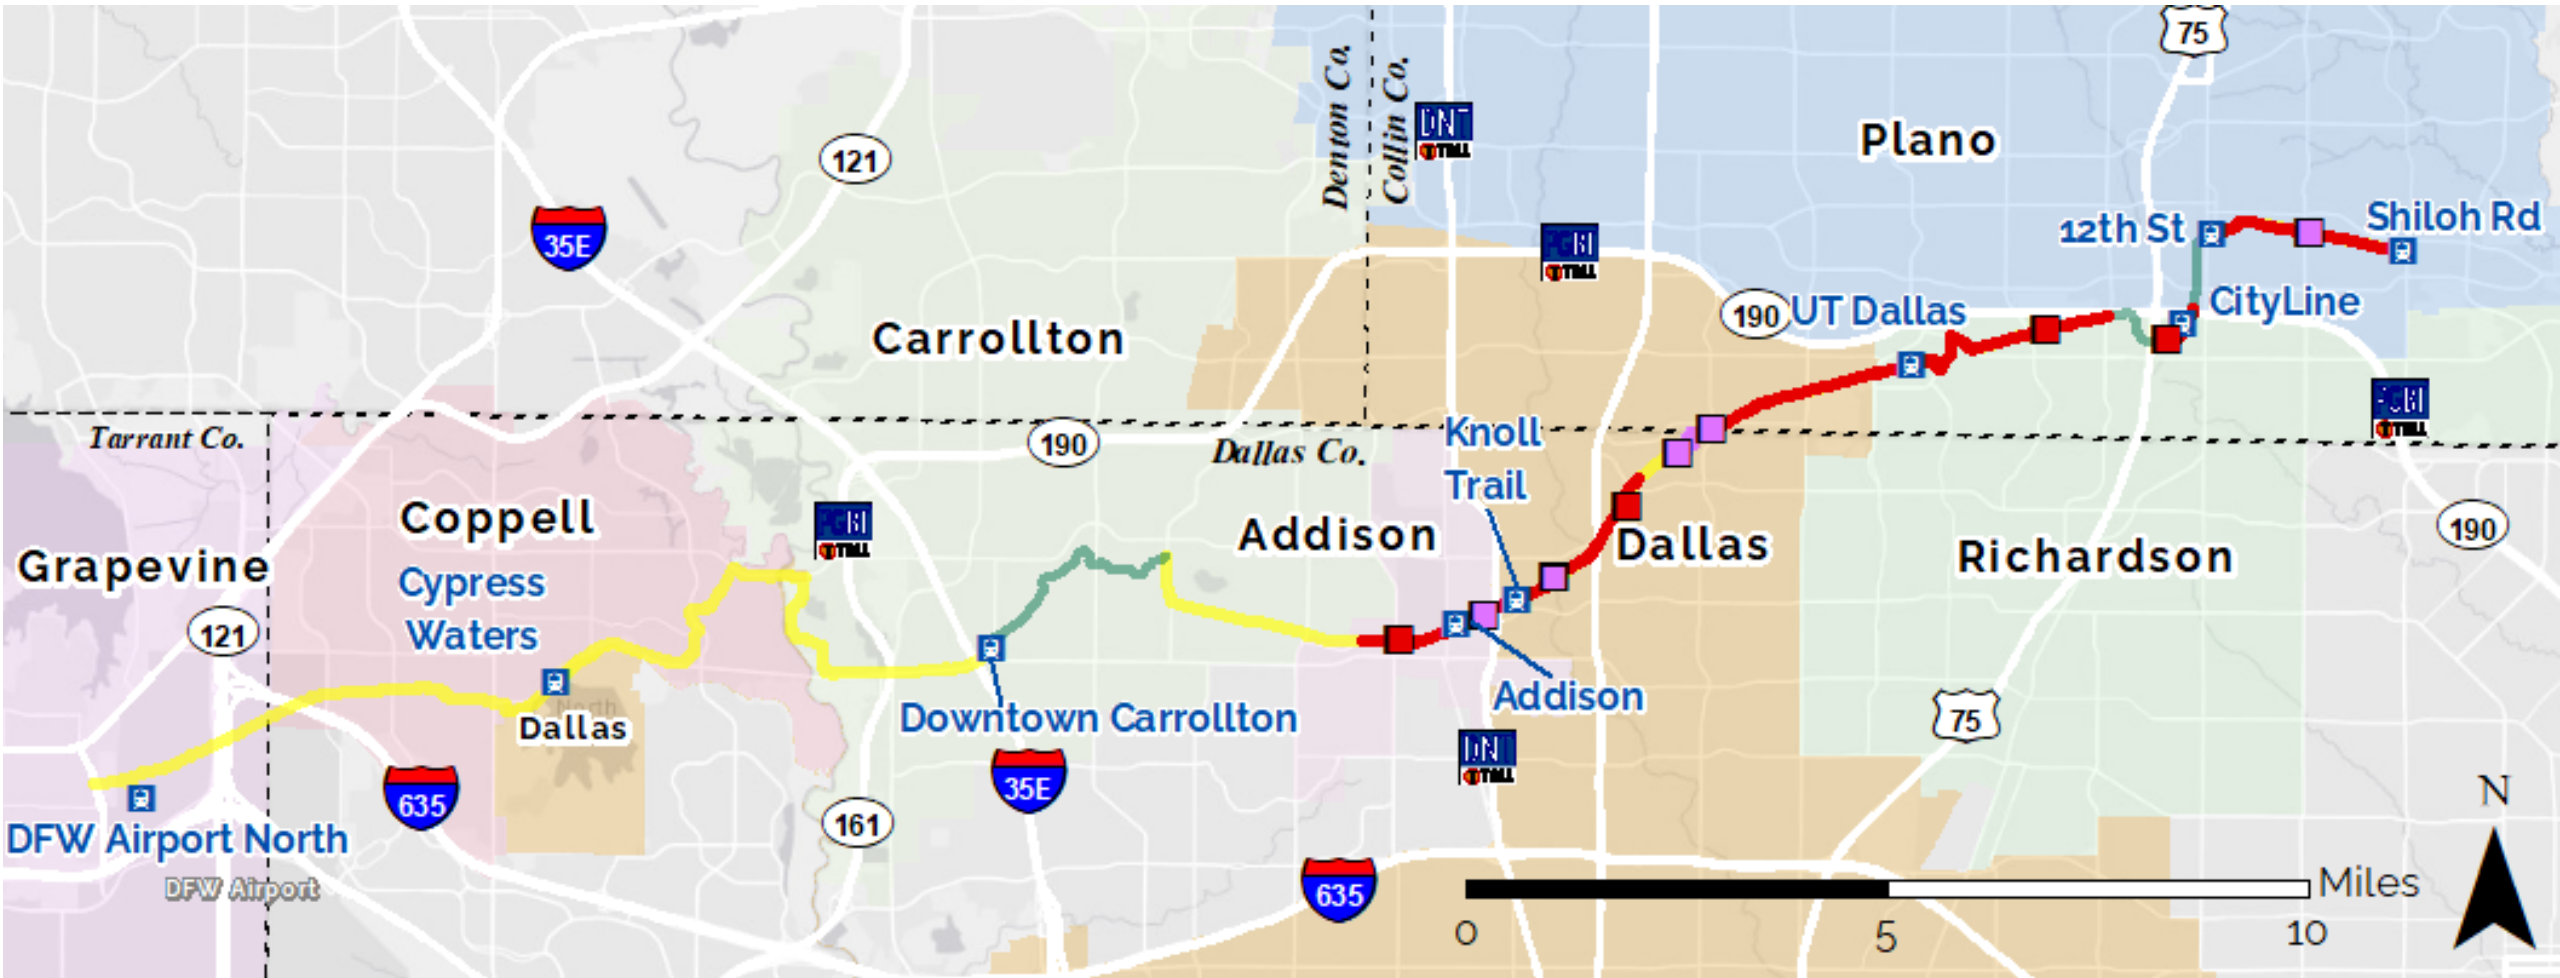 75
Denton Co.
Collin Co.
DNT
TOLL
Plano
121
35E
12th St
Shiloh Rd
PGBT
TOLL
190
UT Dallas
CityLine
Carrollton
PGBT
TOLL
Tarrant Co.
190
Dallas Co.
Knoll
Trail
Coppell
PGBT
TOLL
Addison
Dallas
Richardson
190
Grapevine
Cypress
Waters
121
North
Dallas
Downtown Carrollton
Addison
75
DNT
TOLL
635
35E
DFW Airport North
161
DFW Airport
635
N
Miles
0
5
10